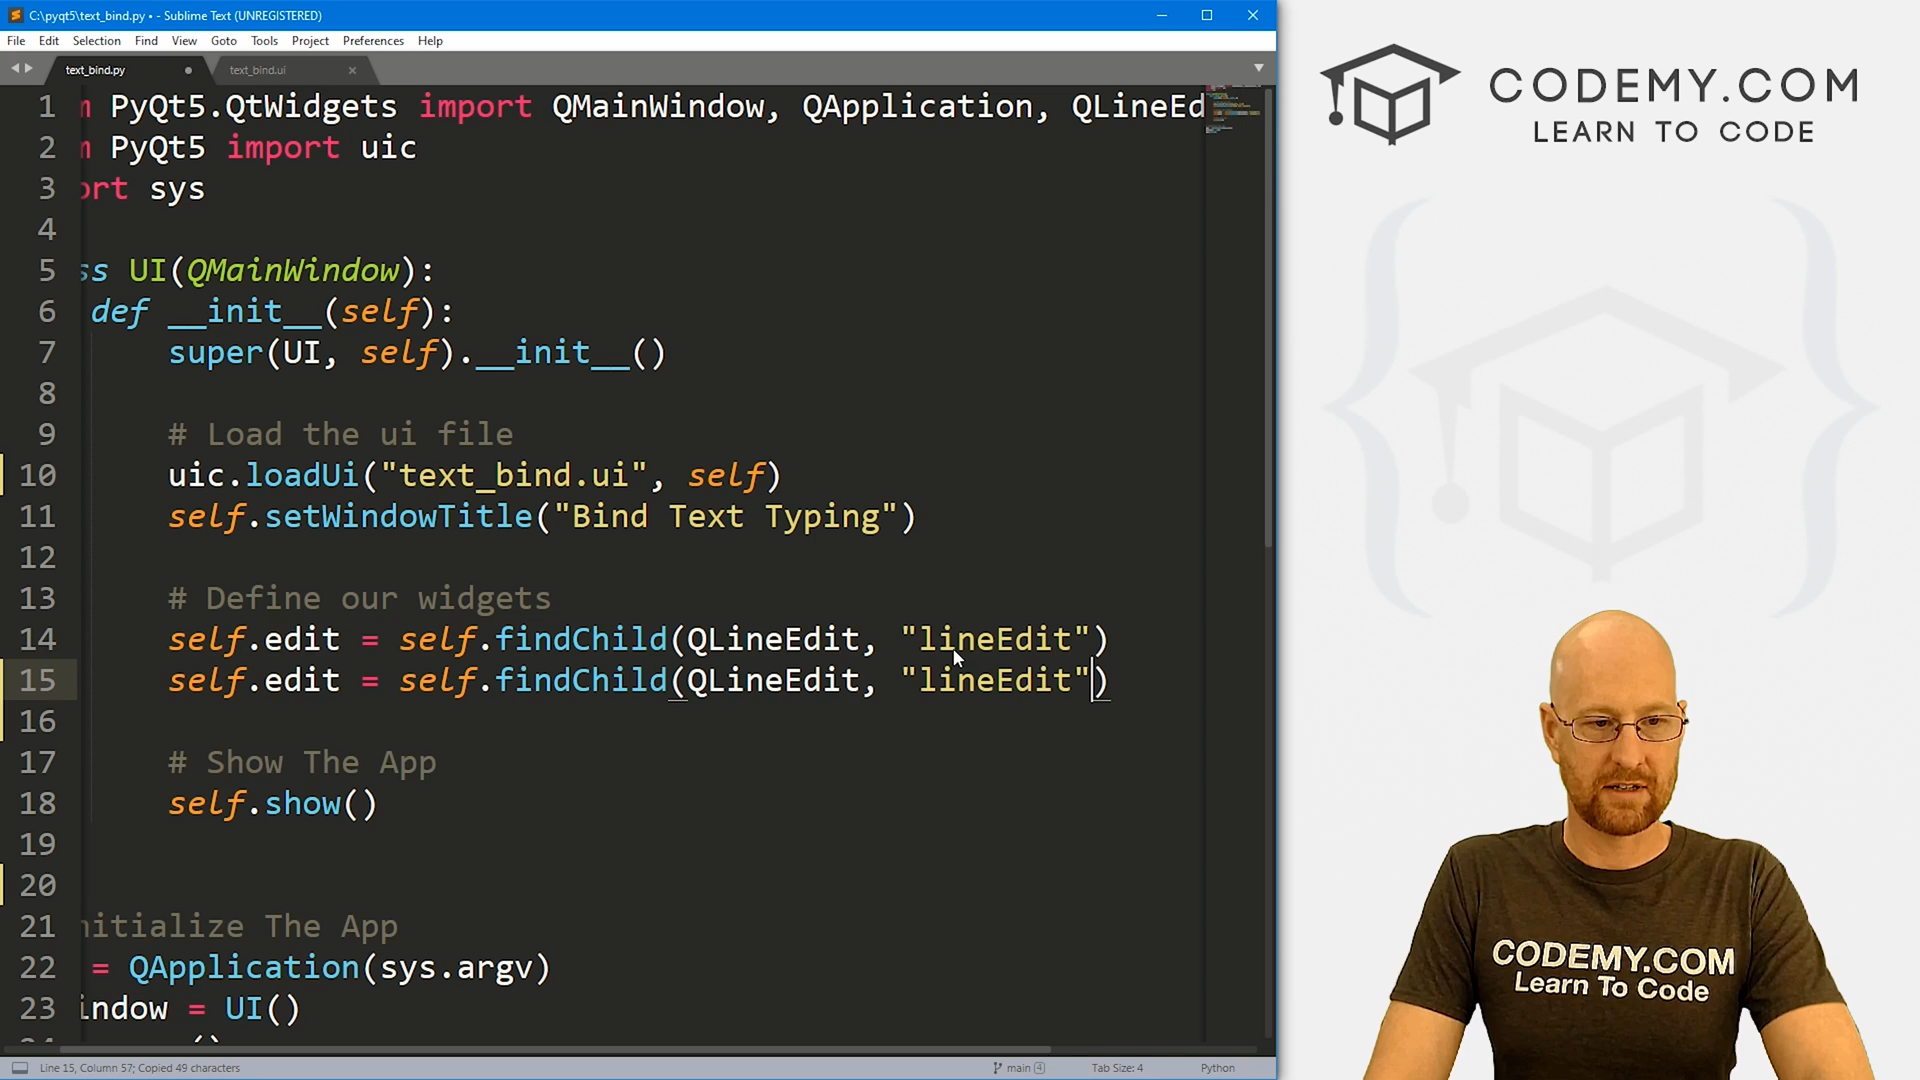 C:\pyqt5\text_bind.py • - Sublime Text (UNREGISTERED)
File Edit Selection Find View Goto Tools Project Preferences Help
text_bind.py text_bind.ui
1 m PyQt5.QtWidgets import QMainWindow, QApplication, QLineEd
2 m PyQt5 import uic
3 ort sys
4
5 ss UI(QMainWindow):
6 def __init__(self):
7 super(UI, self).__init__()
8
9 # Load the ui file
10 uic.loadUi("text_bind.ui", self)
11 self.setWindowTitle("Bind Text Typing")
12
13 # Define our widgets
14 self.edit = self.findChild(QLineEdit, "lineEdit")
15 self.edit = self.findChild(QLineEdit, "lineEdit")
16
17 # Show The App
18 self.show()
19
20
21 nitialize The App
22 = QApplication(sys.argv)
23 indow = UI()
Line 15, Column 57; Copied 49 characters main 4 Tab Size: 4 Python
CODEMY.COM
LEARN TO CODE
CODEMY.COM
Learn To Code